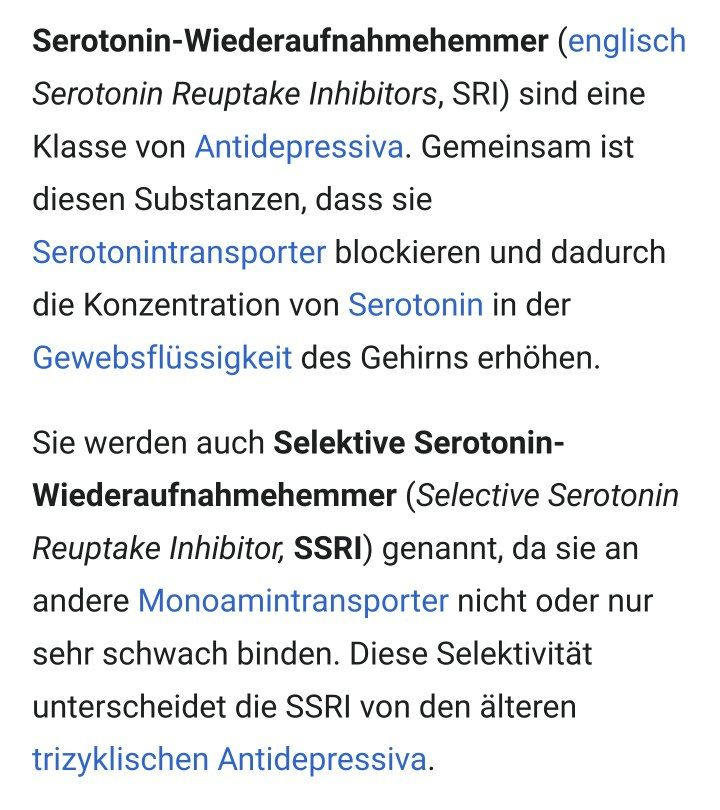 Serotonin-Wiederaufnahmehemmer (englisch
Serotonin Reuptake Inhibitors, SRI) sind eine
Klasse von Antidepressiva. Gemeinsam ist
diesen Substanzen, dass sie
Serotonintransporter blockieren und dadurch
die Konzentration von Serotonin in der
Gewebsflüssigkeit des Gehirns erhöhen.
Sie werden auch Selektive Serotonin-
Wiederaufnahmehemmer (Selective Serotonin
Reuptake Inhibitor, SSRI) genannt, da sie an
andere Monoamintransporter nicht oder nur
sehr schwach binden. Diese Selektivität
unterscheidet die SSRI von den älteren
trizyklischen Antidepressiva.